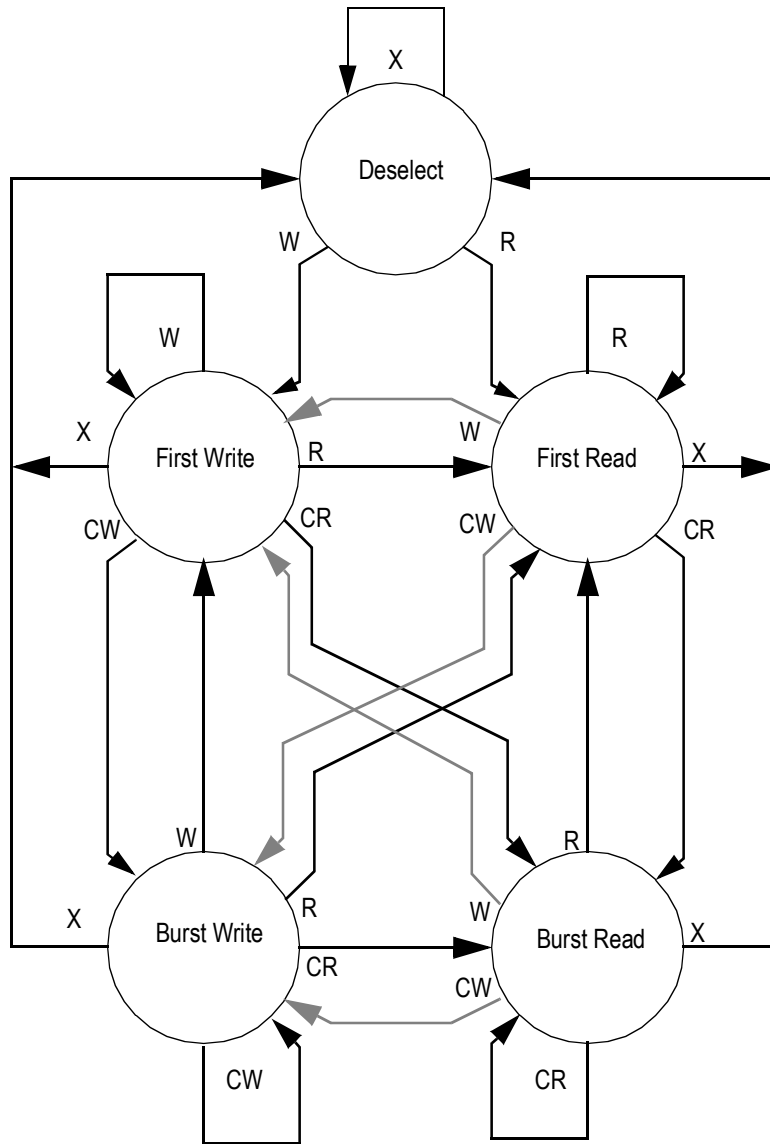 X
Deselect
W
R
W
R
X
W
First Write
R
First Read
X
CW
CR
CW
CR
W
R
X
R
W
X
Burst Write
Burst Read
CR
CW
CW
CR